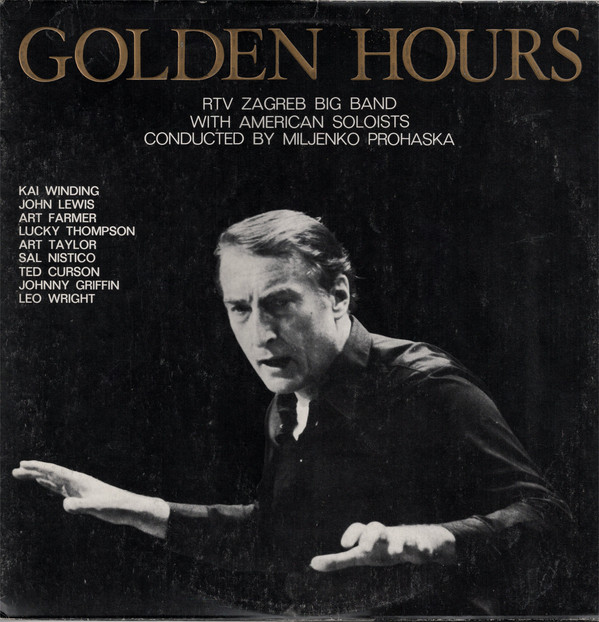 GOLDEN HOURS
RTV ZAGREB BIG BAND
WITH AMERICAN SOLOISTS
CONDUCTED BY MILJENKO PROHASKA
KAI WINDING
JOHN LEWIS
ART FARMER
LUCKY THOMPSON
ART TAYLOR
SAL NISTICO
TED CURSON
JOHNNY GRIFFIN
LEO WRIGHT